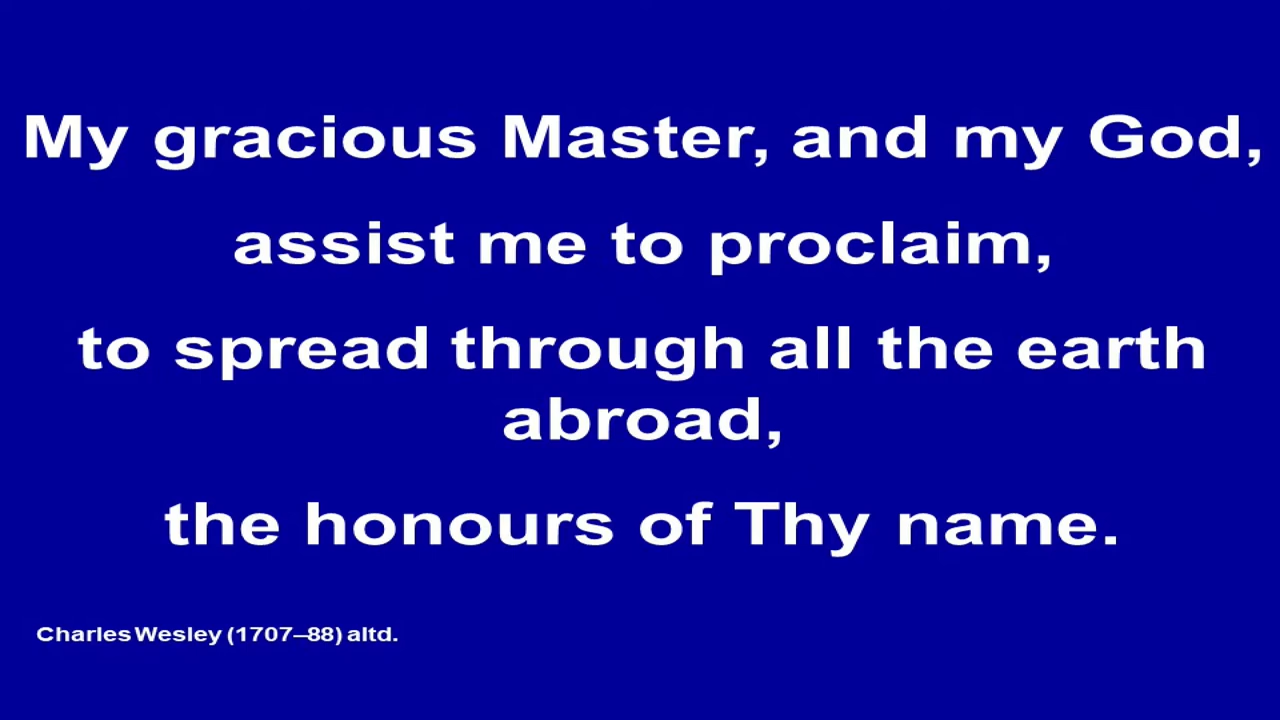 My gracious Master, and my God,
assist me to proclaim,
to spread through all the earth
abroad,
the honours of Thy name.
Charles Wesley (1707–88) altd.